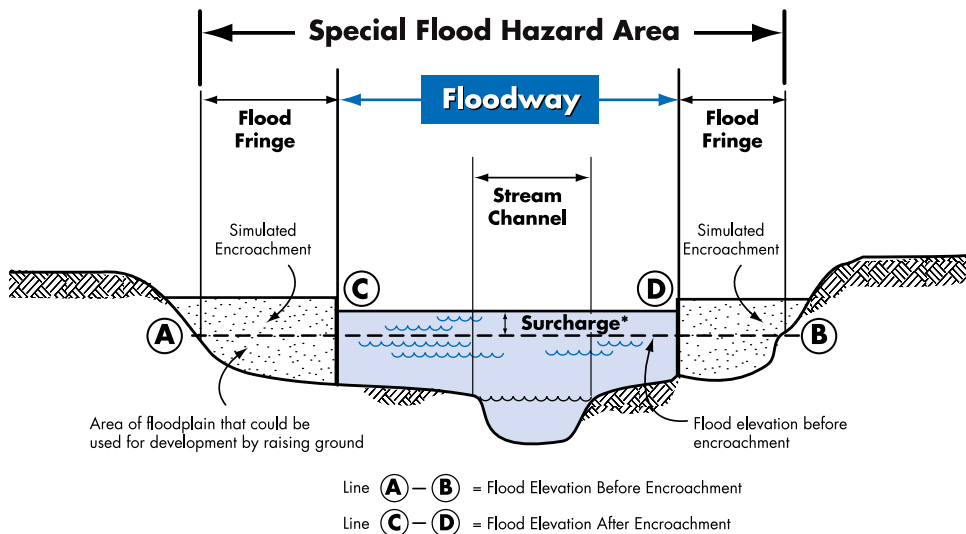 Special Flood Hazard Area
Floodway
Flood
Fringe
Flood
Fringe
Stream
Channel
Simulated
Encroachment
Simulated
Encroachment
C
D
Surcharge*
A
B
Area of floodplain that could be
used for development by raising ground
Flood elevation before
encroachment
Line A – B = Flood Elevation Before Encroachment
Line C – D = Flood Elevation After Encroachment